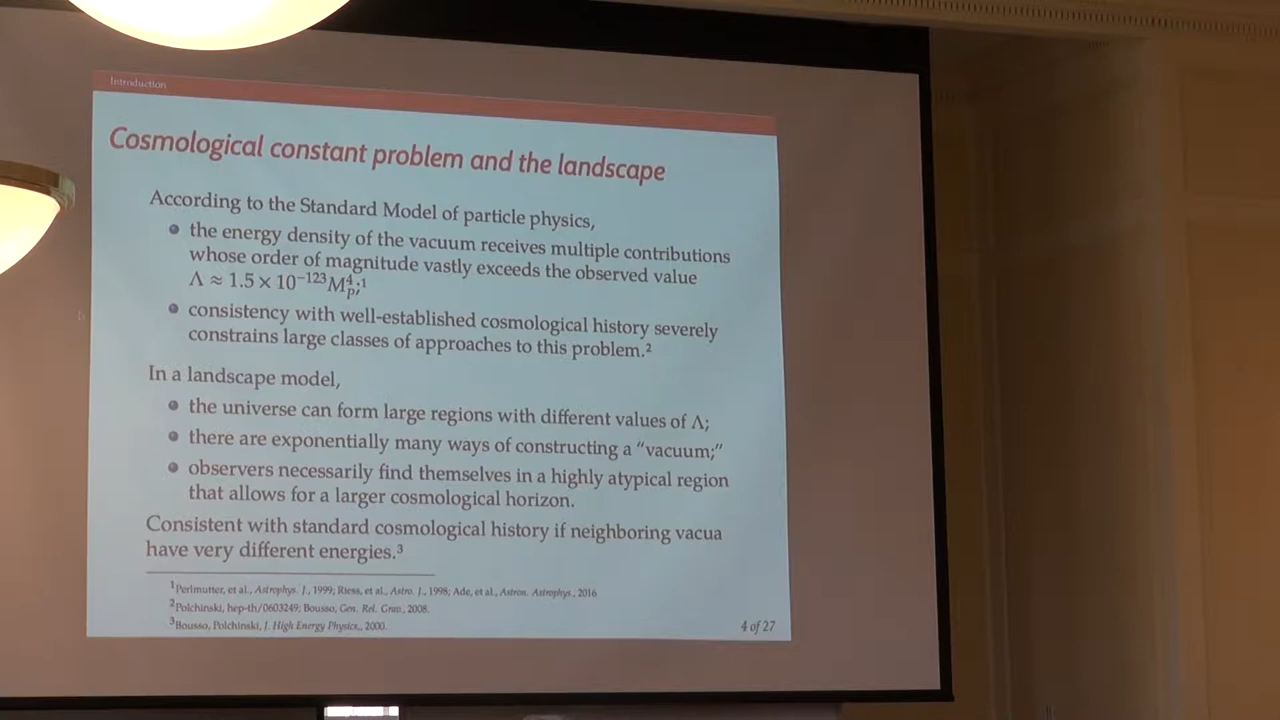 Introduction
Cosmological constant problem and the landscape
According to the Standard Model of particle physics,
the energy density of the vacuum receives multiple contributions
whose order of magnitude vastly exceeds the observed value
Λ ≈ 1.5 × 10⁻¹²³M⁴ₚ;¹
consistency with well-established cosmological history severely
constrains large classes of approaches to this problem.²
In a landscape model,
the universe can form large regions with different values of Λ;
there are exponentially many ways of constructing a “vacuum;”
observers necessarily find themselves in a highly atypical region
that allows for a larger cosmological horizon.
Consistent with standard cosmological history if neighboring vacua
have very different energies.³
¹Perlmutter, et al., Astrophys. J., 1999; Riess, et al., Astro. J., 1998; Ade, et al., Astron. Astrophys., 2016
²Polchinski, hep-th/0603249; Bousso, Gen. Rel. Grav., 2008.
³Bousso, Polchinski, J. High Energy Physics., 2000.
4 of 27